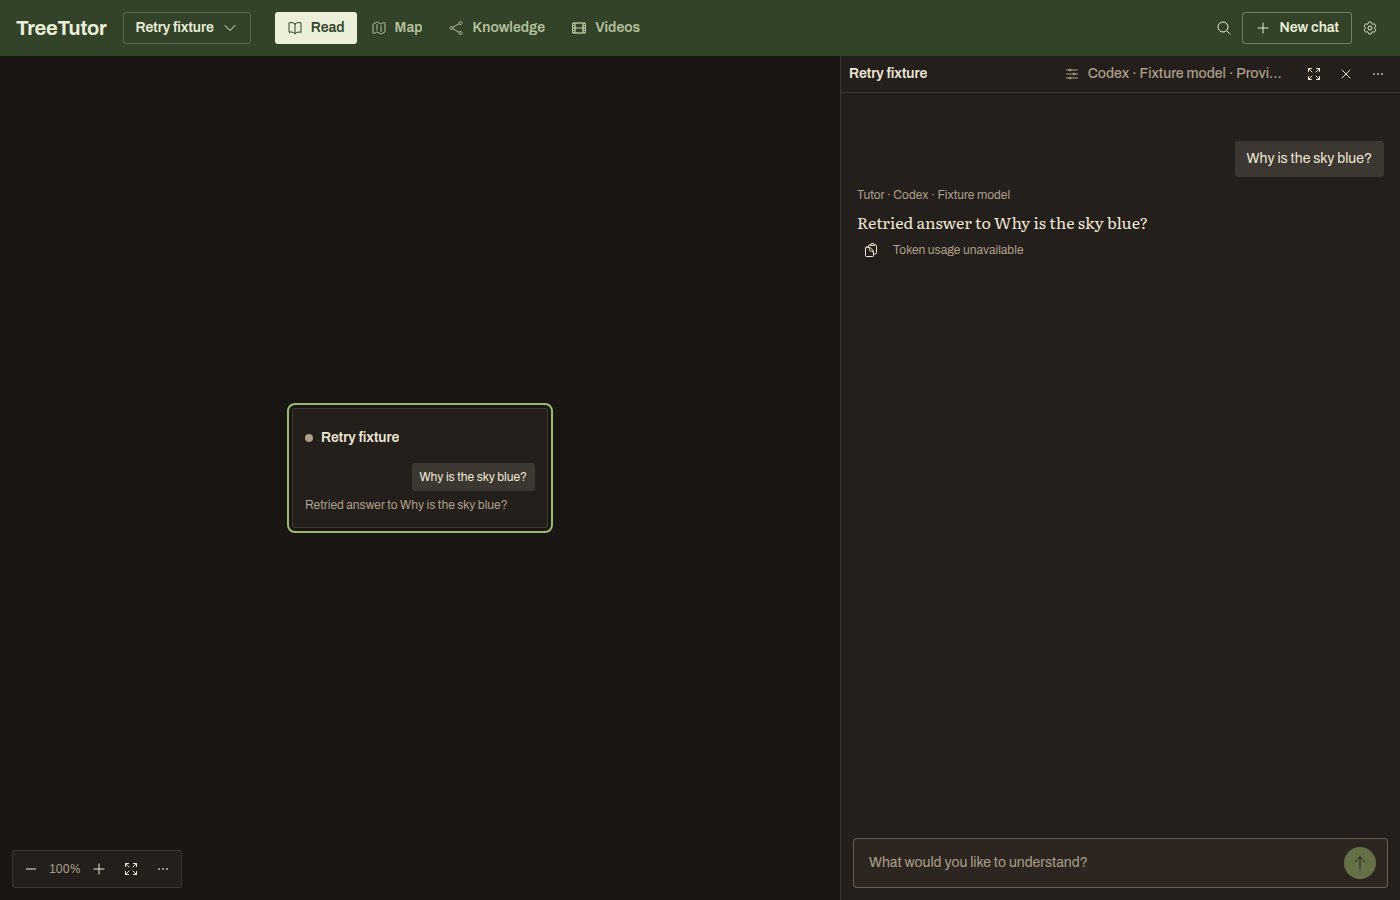 TreeTutor
Retry fixture
Read
Map
Knowledge
Videos
New chat
Retry fixture
Codex · Fixture model · Provi...
Why is the sky blue?
Tutor · Codex · Fixture model
Retried answer to Why is the sky blue?
Token usage unavailable
Retry fixture
Why is the sky blue?
Retried answer to Why is the sky blue?
100%
What would you like to understand?